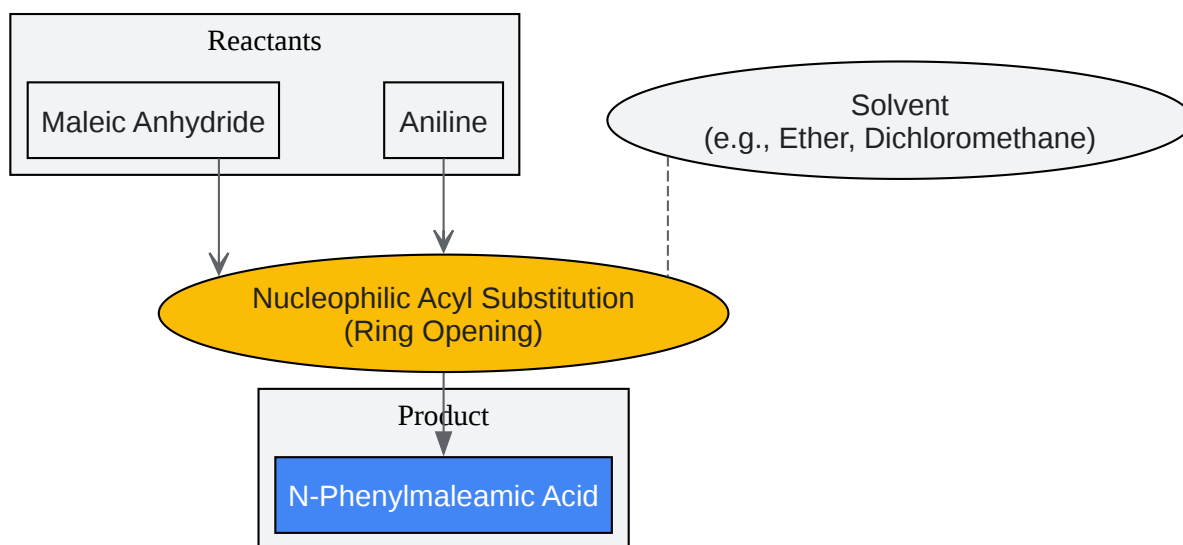 Reactants
Maleic Anhydride
Aniline
Solvent
(e.g., Ether, Dichloromethane)
Nucleophilic Acyl Substitution
(Ring Opening)
Product
N-Phenylmaleamic Acid